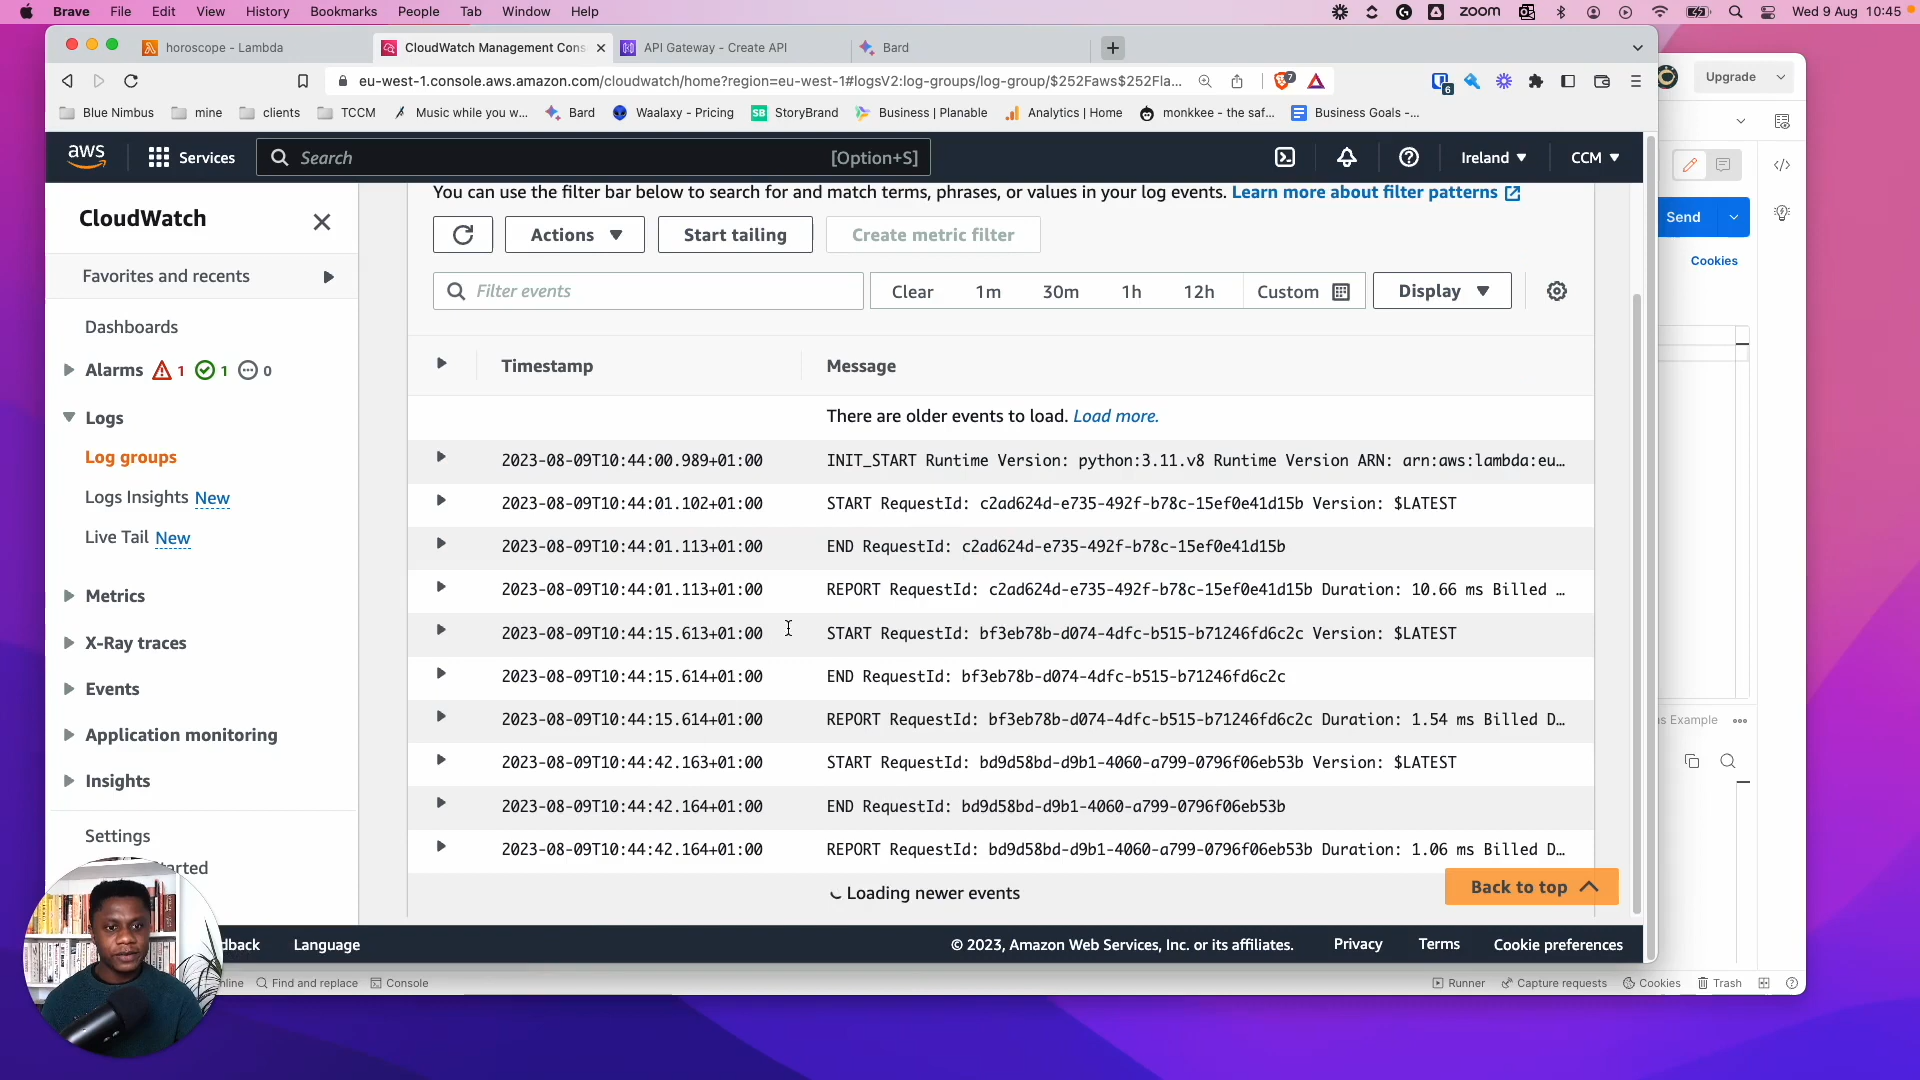 Brave File Edit View History Bookmarks People Tab Window Help zoom Wed 9 Aug 10:45
horoscope - Lambda CloudWatch Management Cons API Gateway - Create API Bard
eu-west-1.console.aws.amazon.com/cloudwatch/home?region=eu-west-1#logsV2:log-groups/log-group/$252Faws$252Fla... 7 6 Upgrade
Blue Nimbus mine clients TCCM Music while you w... Bard Waalaxy - Pricing SB StoryBrand Business | Planable Analytics | Home monkkee - the saf... Business Goals -...
aws Services Search [Option+S] Ireland CCM
You can use the filter bar below to search for and match terms, phrases, or values in your log events. Learn more about filter patterns
CloudWatch
Actions Start tailing Create metric filter
Send
Cookies
Favorites and recents
Filter events Clear 1m 30m 1h 12h Custom Display
Dashboards
Alarms 1 1 0
Timestamp Message
Logs
There are older events to load. Load more.
Log groups
2023-08-09T10:44:00.989+01:00 INIT_START Runtime Version: python:3.11.v8 Runtime Version ARN: arn:aws:lambda:eu...
Logs Insights New
2023-08-09T10:44:01.102+01:00 START RequestId: c2ad624d-e735-492f-b78c-15ef0e41d15b Version: $LATEST
Live Tail New
2023-08-09T10:44:01.113+01:00 END RequestId: c2ad624d-e735-492f-b78c-15ef0e41d15b
Metrics
2023-08-09T10:44:01.113+01:00 REPORT RequestId: c2ad624d-e735-492f-b78c-15ef0e41d15b Duration: 10.66 ms Billed ...
X-Ray traces
2023-08-09T10:44:15.613+01:00 START RequestId: bf3eb78b-d074-4dfc-b515-b71246fd6c2c Version: $LATEST
Events
2023-08-09T10:44:15.614+01:00 END RequestId: bf3eb78b-d074-4dfc-b515-b71246fd6c2c
2023-08-09T10:44:15.614+01:00 REPORT RequestId: bf3eb78b-d074-4dfc-b515-b71246fd6c2c Duration: 1.54 ms Billed D...
s Example
Application monitoring
2023-08-09T10:44:42.163+01:00 START RequestId: bd9d58bd-d9b1-4060-a799-0796f06eb53b Version: $LATEST
Insights
2023-08-09T10:44:42.164+01:00 END RequestId: bd9d58bd-d9b1-4060-a799-0796f06eb53b
Settings
2023-08-09T10:44:42.164+01:00 REPORT RequestId: bd9d58bd-d9b1-4060-a799-0796f06eb53b Duration: 1.06 ms Billed D...
arted
Loading newer events
Back to top
dback Language © 2023, Amazon Web Services, Inc. or its affiliates. Privacy Terms Cookie preferences
nline Find and replace Console Runner Capture requests Cookies Trash